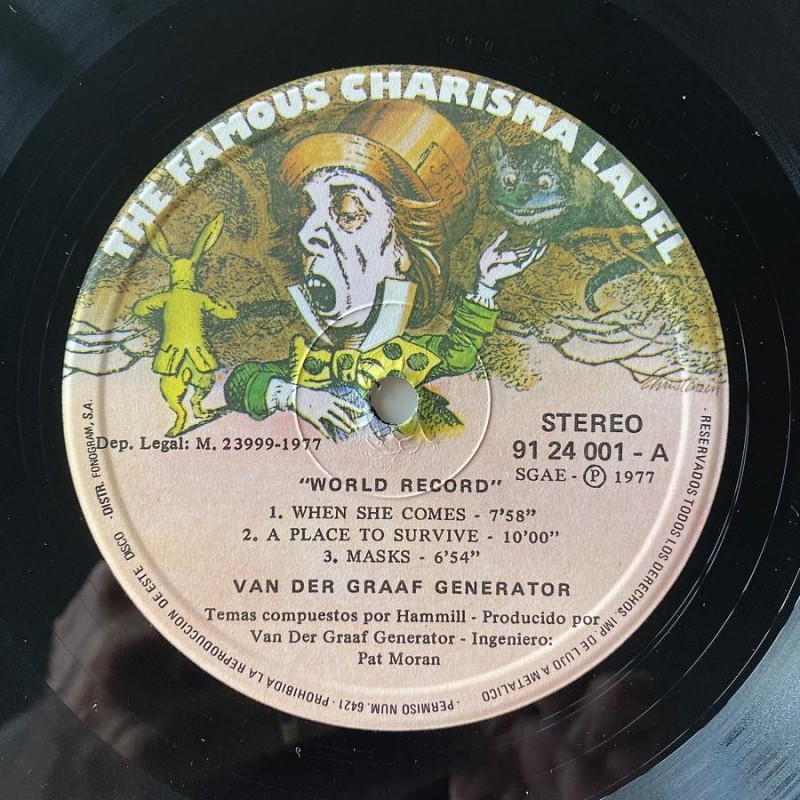 THE FAMOUS CHARISMA LABEL
STEREO
Dep. Legal: M. 23999-1977
91 24 001 - A
SGAE - Ⓟ 1977
"WORLD RECORD"
1. WHEN SHE COMES - 7'58"
2. A PLACE TO SURVIVE - 10'00"
3. MASKS - 6'54"
VAN DER GRAAF GENERATOR
Temas compuestos por Hammill - Producido por
Van Der Graaf Generator - Ingeniero:
Pat Moran
· RESERVADOS TODOS LOS DERECHOS. IMP. DE LUJO A METALICO · PERMISO NUM. 6421 · PROHIBIDA LA REPRODUCCION DE ESTE DISCO · DISTR. FONOGRAM, S.A.